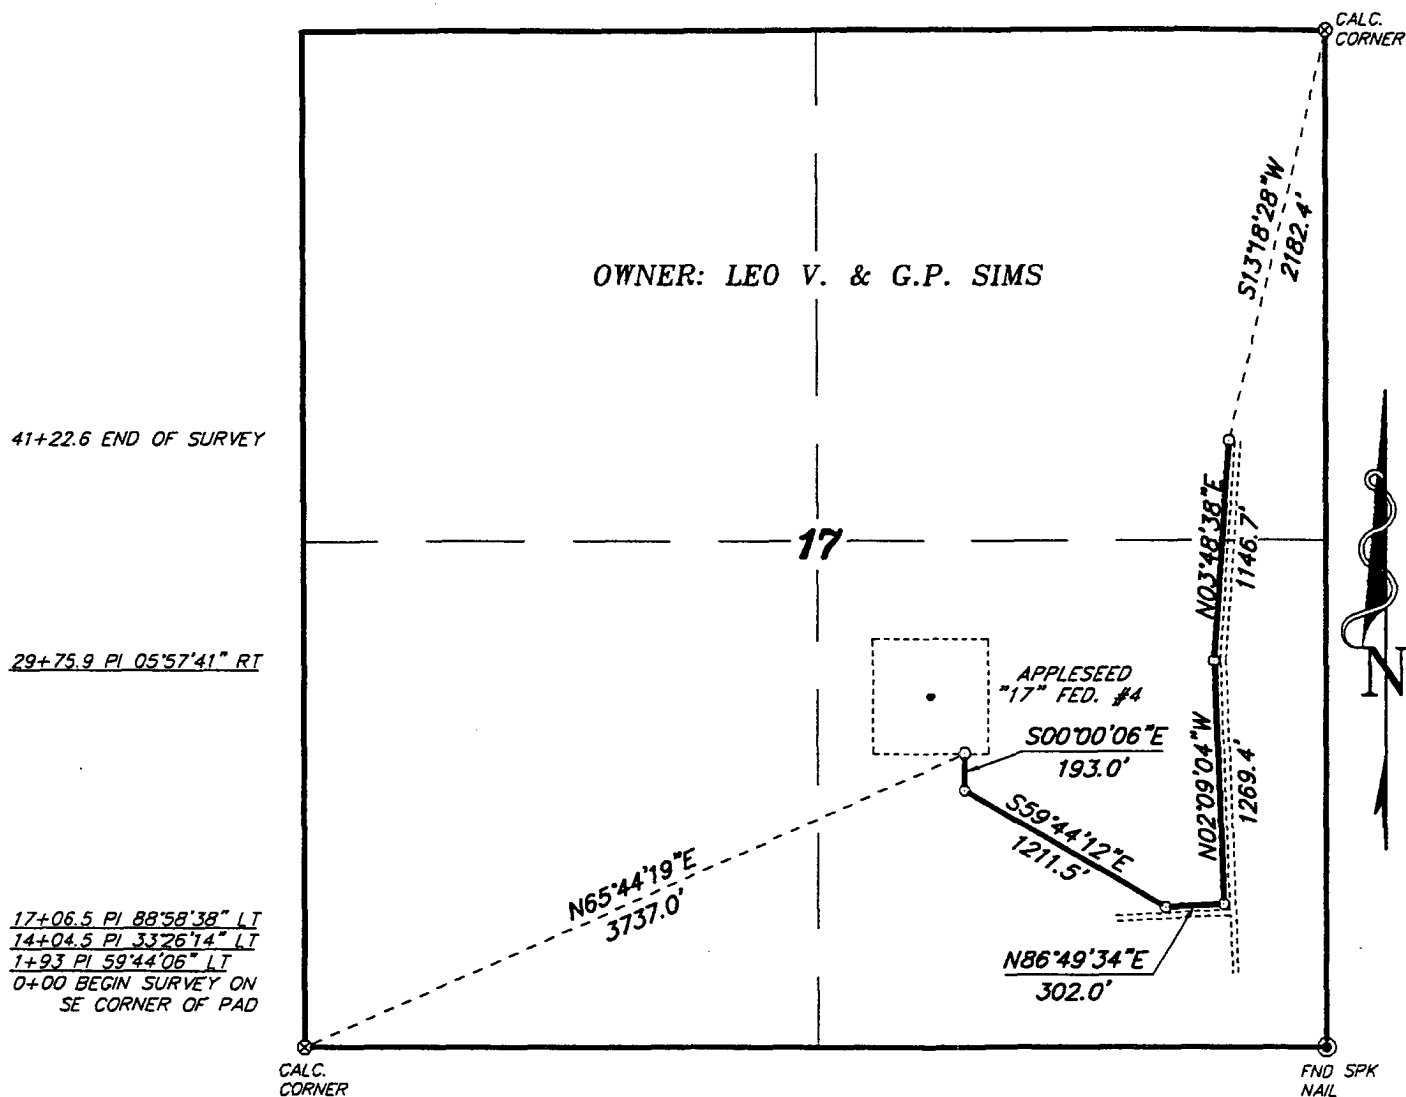 CALC.
CORNER
S13°18'28"W
2182.4'
OWNER: LEO V. & G.P. SIMS
41+22.6 END OF SURVEY
N03°48'38"E
1146.7'
17
29+75.9 PI 05°57'41" RT
APPLESEED
"17" FED. #4
N
S00°00'06"E
193.0'
N02°09'04"W
1269.4'
S59°44'12"E
1211.5'
N65°44'19"E
3737.0'
17+06.5 PI 88°58'38" LT
14+04.5 PI 33°26'14" LT
1+93 PI 59°44'06" LT
0+00 BEGIN SURVEY ON
SE CORNER OF PAD
N86°49'34"E
302.0'
CALC.
CORNER
FND SPK
NAIL